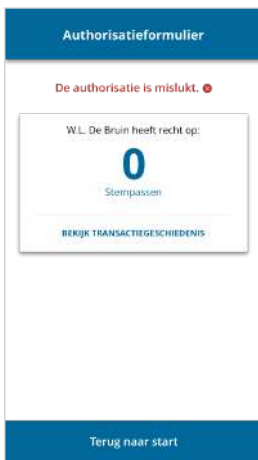 Authorisatieformulier
De authorisatie is mislukt.
W.L. De Bruin heeft recht op:
0
Stempassen
BEKIJK TRANSACTIEGESCHIEDENIS
Terug naar start